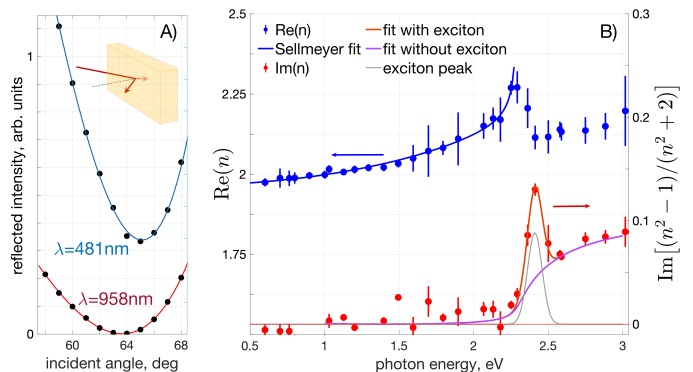 A)
1
0
reflected intensity, arb. units
λ=481nm
λ=958nm
60
64
68
incident angle, deg
B)
Re(n)
Sellmeyer fit
Im(n)
fit with exciton
fit without exciton
exciton peak
2.5
2.25
2
1.75
Re(n)
0.5
1
1.5
2
2.5
3
photon energy, eV
0.3
0.2
0.1
0
Im[(n² − 1)/(n² + 2)]